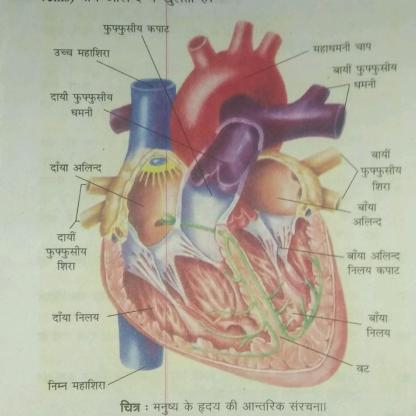 फुफ्फुसीय कपाट
उच्च महाशिरा
महाधमनी चाप
बायीं फुफ्फुसीय
धमनी
दायी फुफ्फुसीय
धमनी
दाँया अलिन्द
बायीं
फुफ्फुसीय
शिरा
बाँया
अलिन्द
दायीं
फुफ्फुसीय
शिरा
बाँया अलिन्द
निलय कपाट
दाँया निलय
बाँया
निलय
पट
निम्न महाशिरा
चित्र : मनुष्य के हृदय की आन्तरिक संरचना।